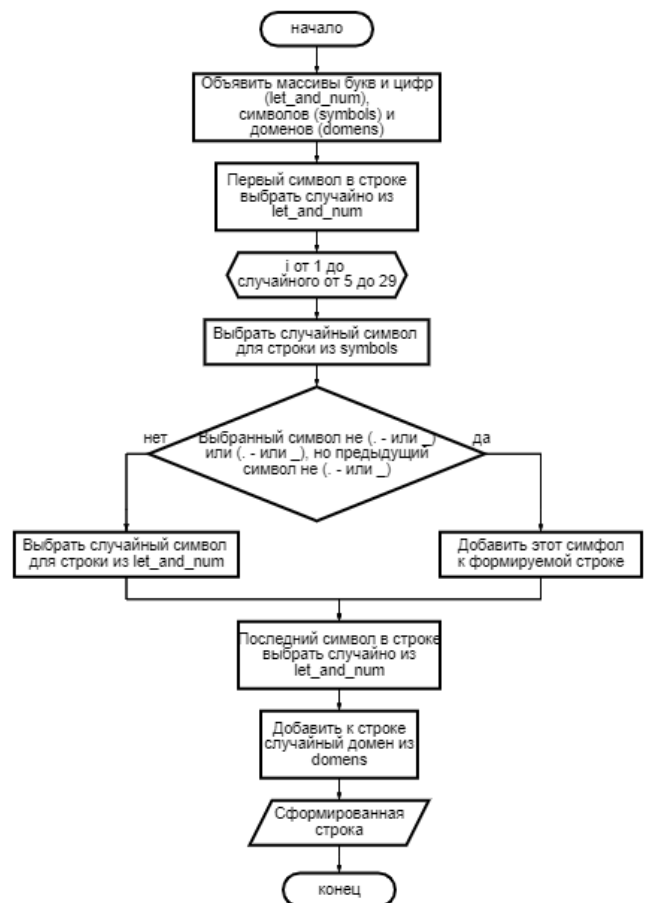 начало
Объявить массивы букв и цифр
(let_and_num),
символов (symbols) и
доменов (domens)
Первый символ в строке
выбрать случайно из
let_and_num
i от 1 до
случайного от 5 до 29
Выбрать случайный символ
для строки из symbols
нет
Выбранный символ не (. - или _)
или (. - или _), но предыдущий
символ не (. - или _)
да
Выбрать случайный символ
для строки из let_and_num
Добавить этот симфол
к формируемой строке
Последний символ в строке
выбрать случайно из
let_and_num
Добавить к строке
случайный домен из
domens
Сформированная
строка
конец